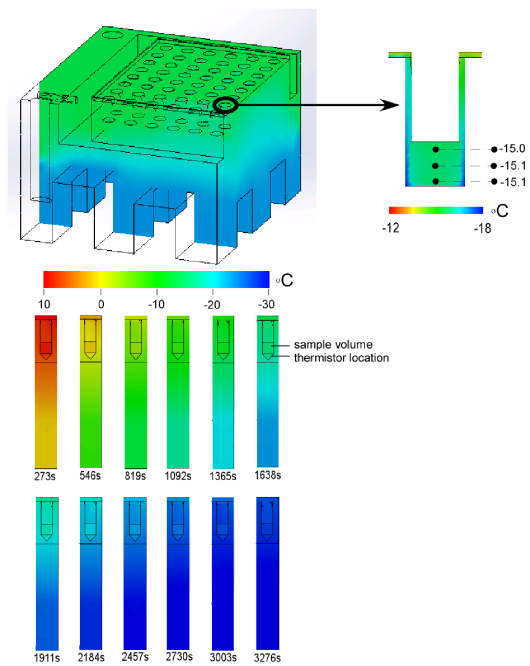 -15.0
-15.1
-15.1
°C
-12 -18
°C
10 0 -10 -20 -30
sample volume
thermistor location
273s 546s 819s 1092s 1365s 1638s
1911s 2184s 2457s 2730s 3003s 3276s